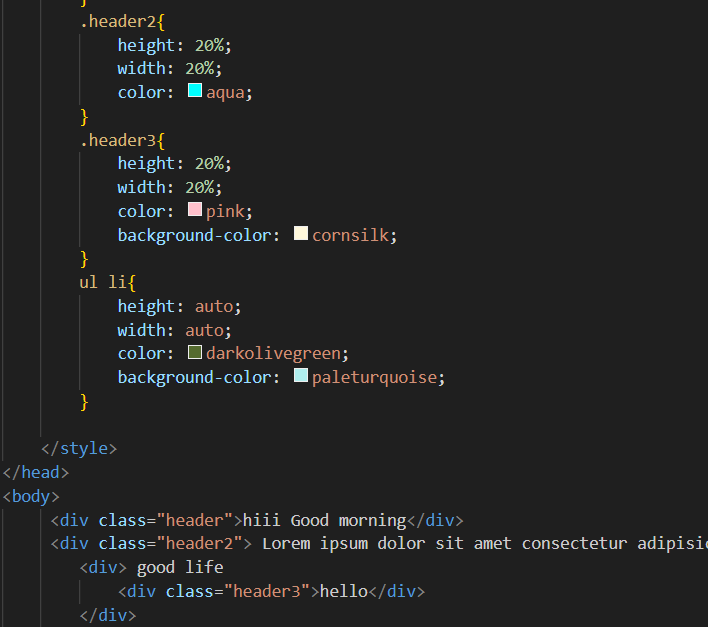 }
.header2{
height: 20%;
width: 20%;
color: aqua;
}
.header3{
height: 20%;
width: 20%;
color: pink;
background-color: cornsilk;
}
ul li{
height: auto;
width: auto;
color: darkolivegreen;
background-color: paleturquoise;
}
</style>
</head>
<body>
<div class="header">hiii Good morning</div>
<div class="header2"> Lorem ipsum dolor sit amet consectetur adipisic
<div> good life
<div class="header3">hello</div>
</div>